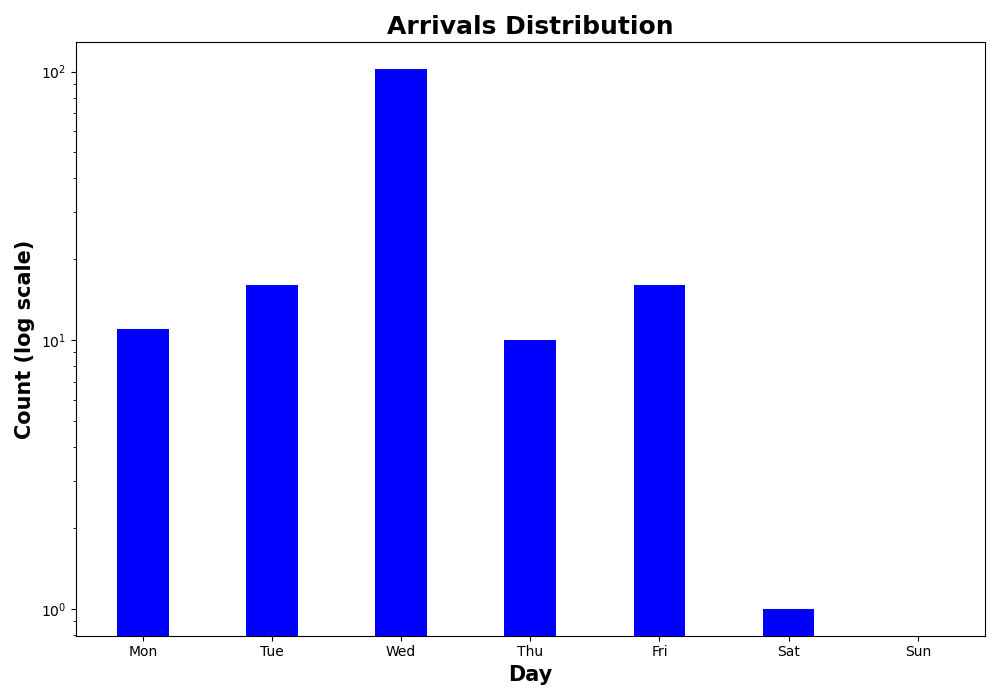 Arrivals Distribution
Count (log scale)
10²
10¹
10⁰
Mon Tue Wed Thu Fri Sat Sun
Day